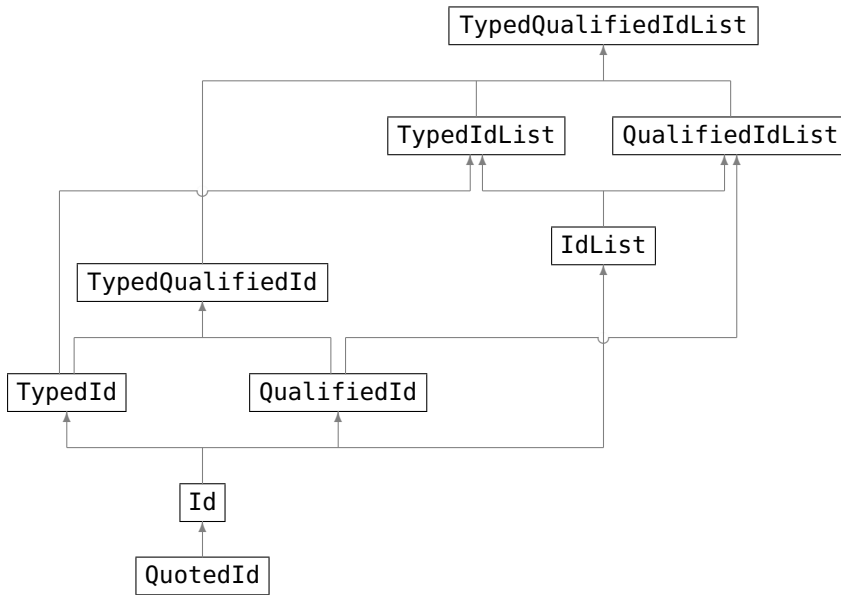 TypedQualifiedIdList
TypedIdList
QualifiedIdList
IdList
TypedQualifiedId
TypedId
QualifiedId
Id
QuotedId